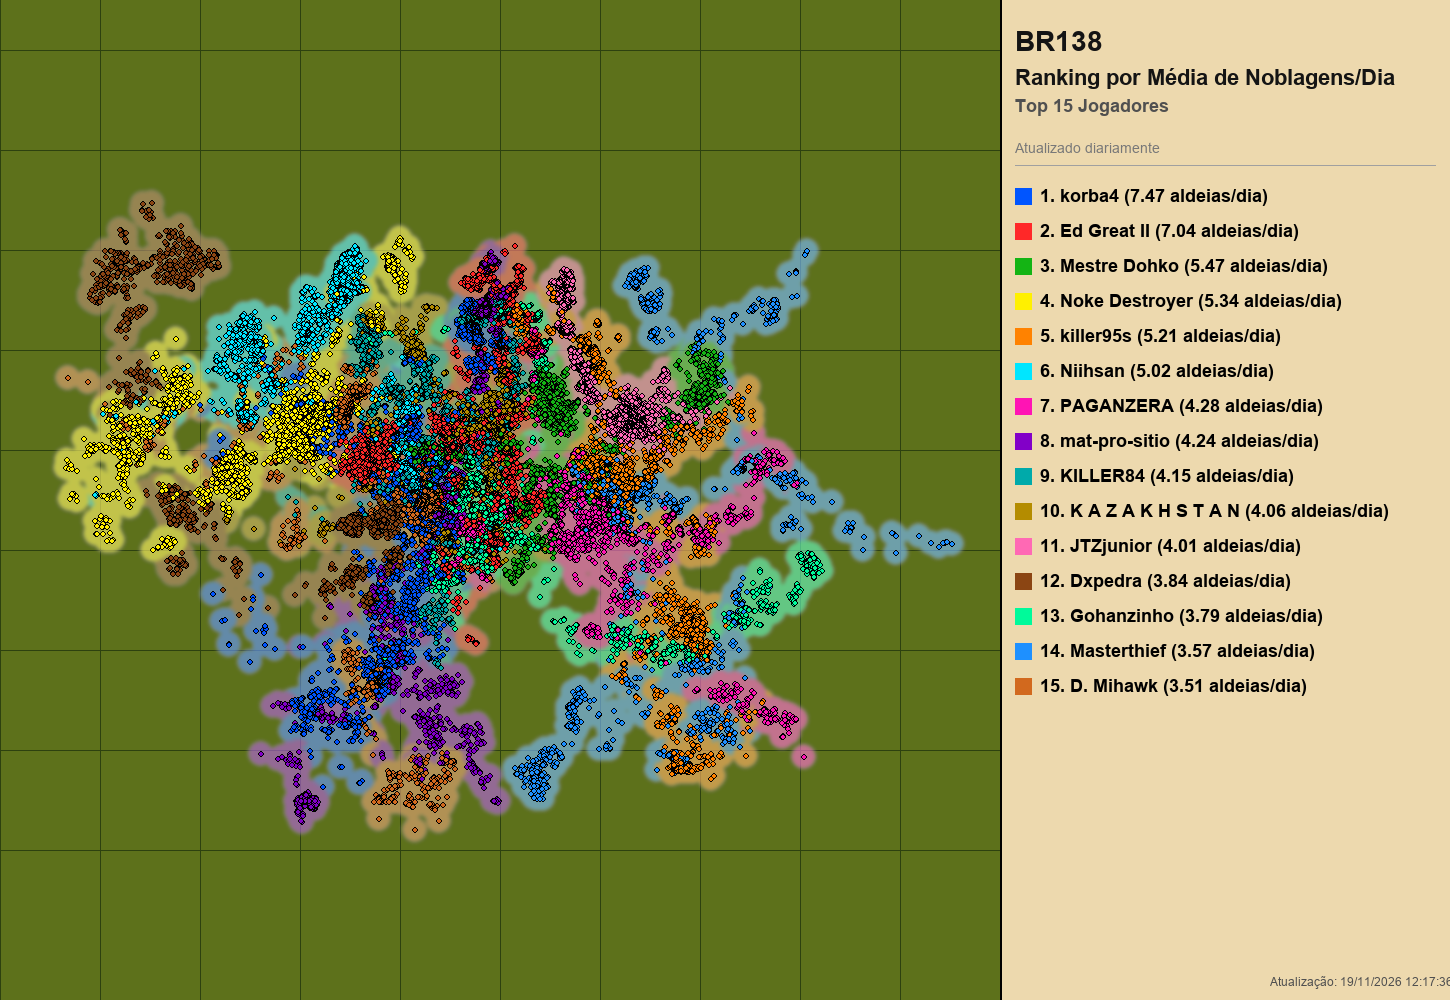 BR138
Ranking por Média de Noblagens/Dia
Top 15 Jogadores
Atualizado diariamente
1. korba4 (7.47 aldeias/dia)
2. Ed Great II (7.04 aldeias/dia)
3. Mestre Dohko (5.47 aldeias/dia)
4. Noke Destroyer (5.34 aldeias/dia)
5. killer95s (5.21 aldeias/dia)
6. Niihsan (5.02 aldeias/dia)
7. PAGANZERA (4.28 aldeias/dia)
8. mat-pro-sitio (4.24 aldeias/dia)
9. KILLER84 (4.15 aldeias/dia)
10. K A Z A K H S T A N (4.06 aldeias/dia)
11. JTZjunior (4.01 aldeias/dia)
12. Dxpedra (3.84 aldeias/dia)
13. Gohanzinho (3.79 aldeias/dia)
14. Masterthief (3.57 aldeias/dia)
15. D. Mihawk (3.51 aldeias/dia)
Atualização: 19/11/2026 12:17:36